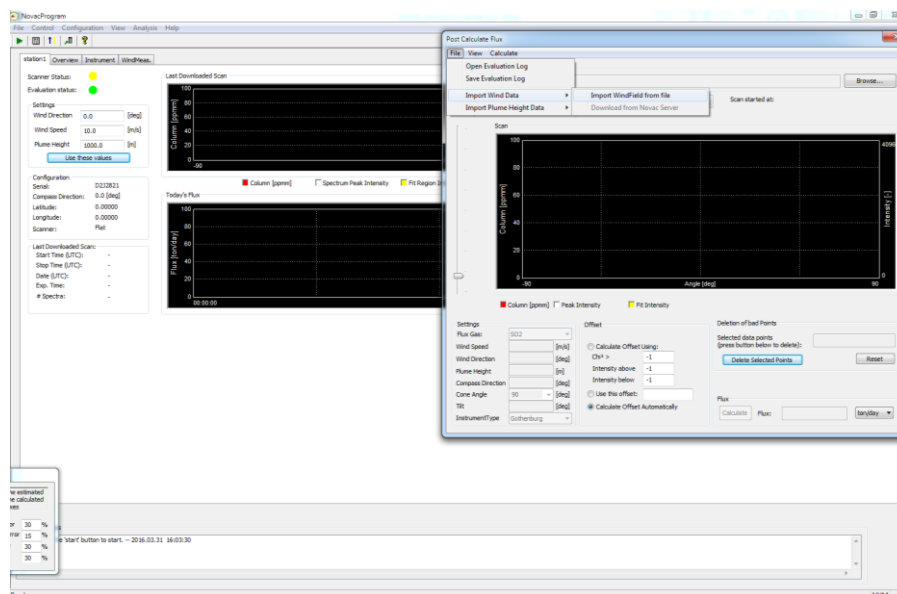 NovacProgram
File Control Configuration View Analysis Help
station1 Overview Instrument WindMeas.
Scanner Status:
Evaluation status:
Settings
Wind Direction 0.0 [deg]
Wind Speed 10.0 [m/s]
Plume Height 1000.0 [m]
Use these values
Configuration
Serial: D2J2821
Compass Direction: 0.0 [deg]
Latitude: 0.00000
Longitude: 0.00000
Scanner: Flat
Last Downloaded Scan:
Start Time (UTC): -
Stop Time (UTC): -
Date (UTC): -
Exp. Time: -
# Spectra: -
Last Downloaded Scan
Column [ppmm]
100
80
60
40
20
0
-90
Column [ppmm] Spectrum Peak Intensity Fit Region
Today's Flux
Flux [ton/day]
100
80
60
40
20
0
00:00:00
Post Calculate Flux
File View Calculate
Open Evaluation Log
Save Evaluation Log
Import Wind Data
Import Plume Height Data
Import WindField from file
Download from Novac Server
Browse...
Scan started at:
Scan
Column [ppmm]
100
80
60
40
20
0
-90 Angle [deg] 90
4096
Intensity [-]
0
Column [ppmm] Peak Intensity Fit Intensity
Settings
Flux Gas: SO2
Wind Speed [m/s]
Wind Direction [deg]
Plume Height [m]
Compass Direction [deg]
Cone Angle 90 [deg]
Tilt [deg]
InstrumentType Gothenburg
Offset
Calculate Offset Using:
Chi² > -1
Intensity above -1
Intensity below -1
Use this offset:
Calculate Offset Automatically
Deletion of bad Points
Selected data points
(press button below to delete):
Delete Selected Points Reset
Flux
Calculate Flux: ton/day
estimated
calculated
30 %
15 %
30 %
30 %
'start' button to start. -- 2016.03.31 16:03:30